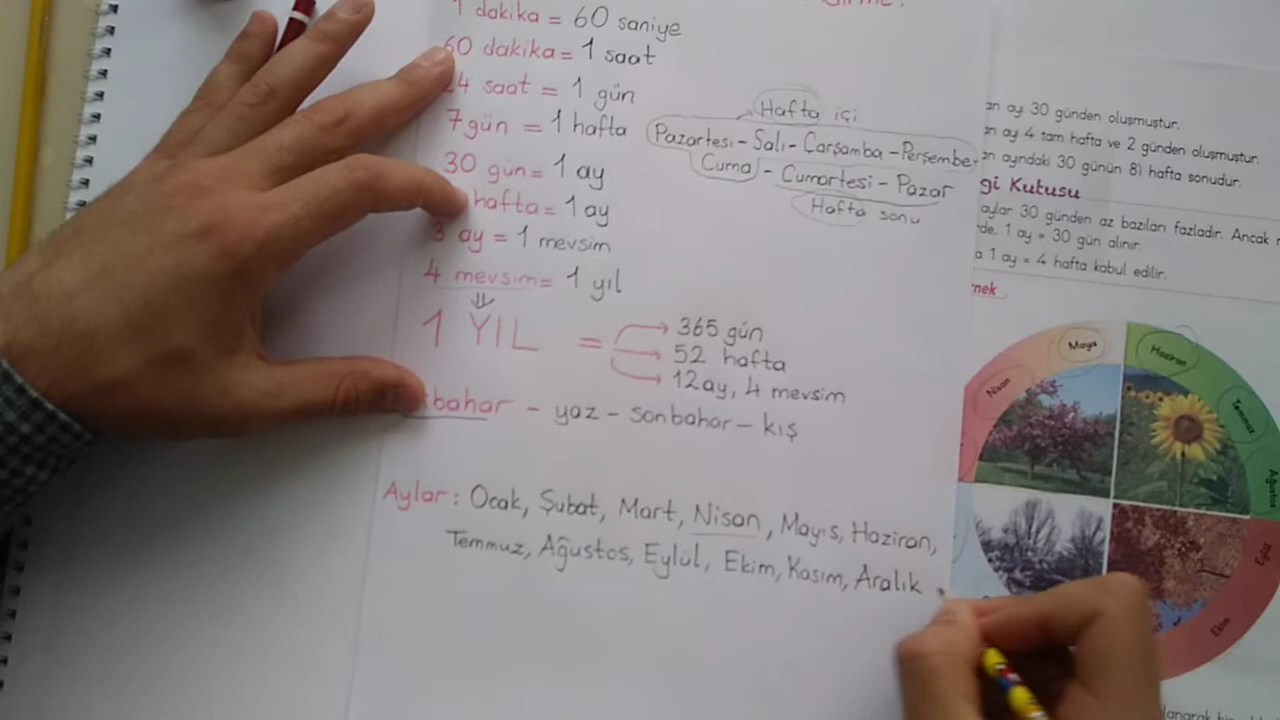 1 dakika = 60 saniye
60 dakika = 1 saat
24 saat = 1 gün
7 gün = 1 hafta
30 gün = 1 ay
hafta = 1 ay
3 ay = 1 mevsim
4 mevsim = 1 yıl
1 YIL =
365 gün
52 hafta
12 ay, 4 mevsim
bahar - yaz - sonbahar - kış
Aylar: Ocak, Şubat, Mart, Nisan, Mayıs, Haziran,
Temmuz, Ağustos, Eylül, Ekim, Kasım, Aralık
Hafta içi
Pazartesi - Salı - Çarşamba - Perşembe -
Cuma - Cumartesi - Pazar
Hafta sonu
ay 30 günden oluşmuştur.
ay 4 tam hafta ve 2 günden oluşmuştur.
ayındaki 30 günün 8'i hafta sonudur.
gi Kutusu
aylar 30 günden az bazıları fazladır. Ancak
1 ay = 30 gün alınır.
1 ay = 4 hafta kabul edilir.
nek
Nisan
Mayıs
Haziran
Temmuz
Ağustos
Eylül
Ekim